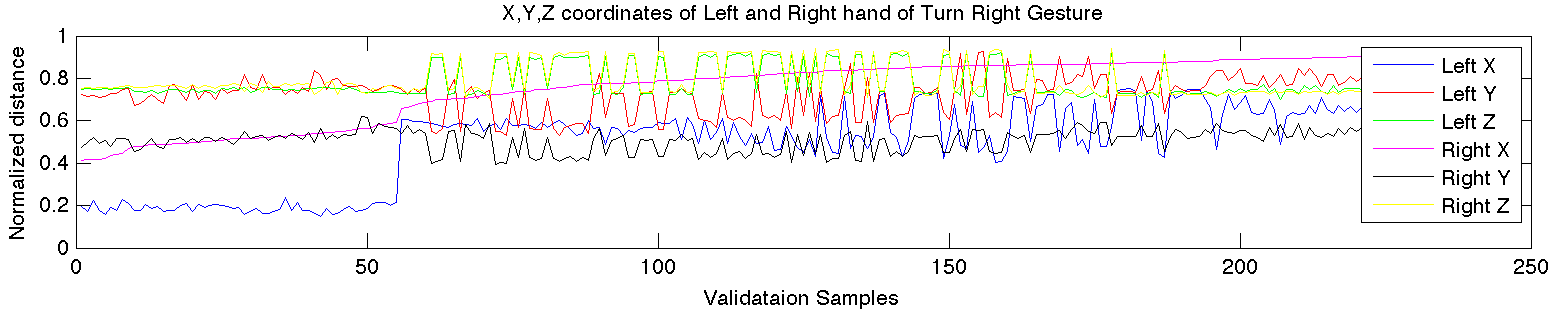 X,Y,Z coordinates of Left and Right hand of Turn Right Gesture
Normalized distance
1
0.8
0.6
0.4
0.2
0
0 50 100 150 200 250
Validataion Samples
Left X
Left Y
Left Z
Right X
Right Y
Right Z